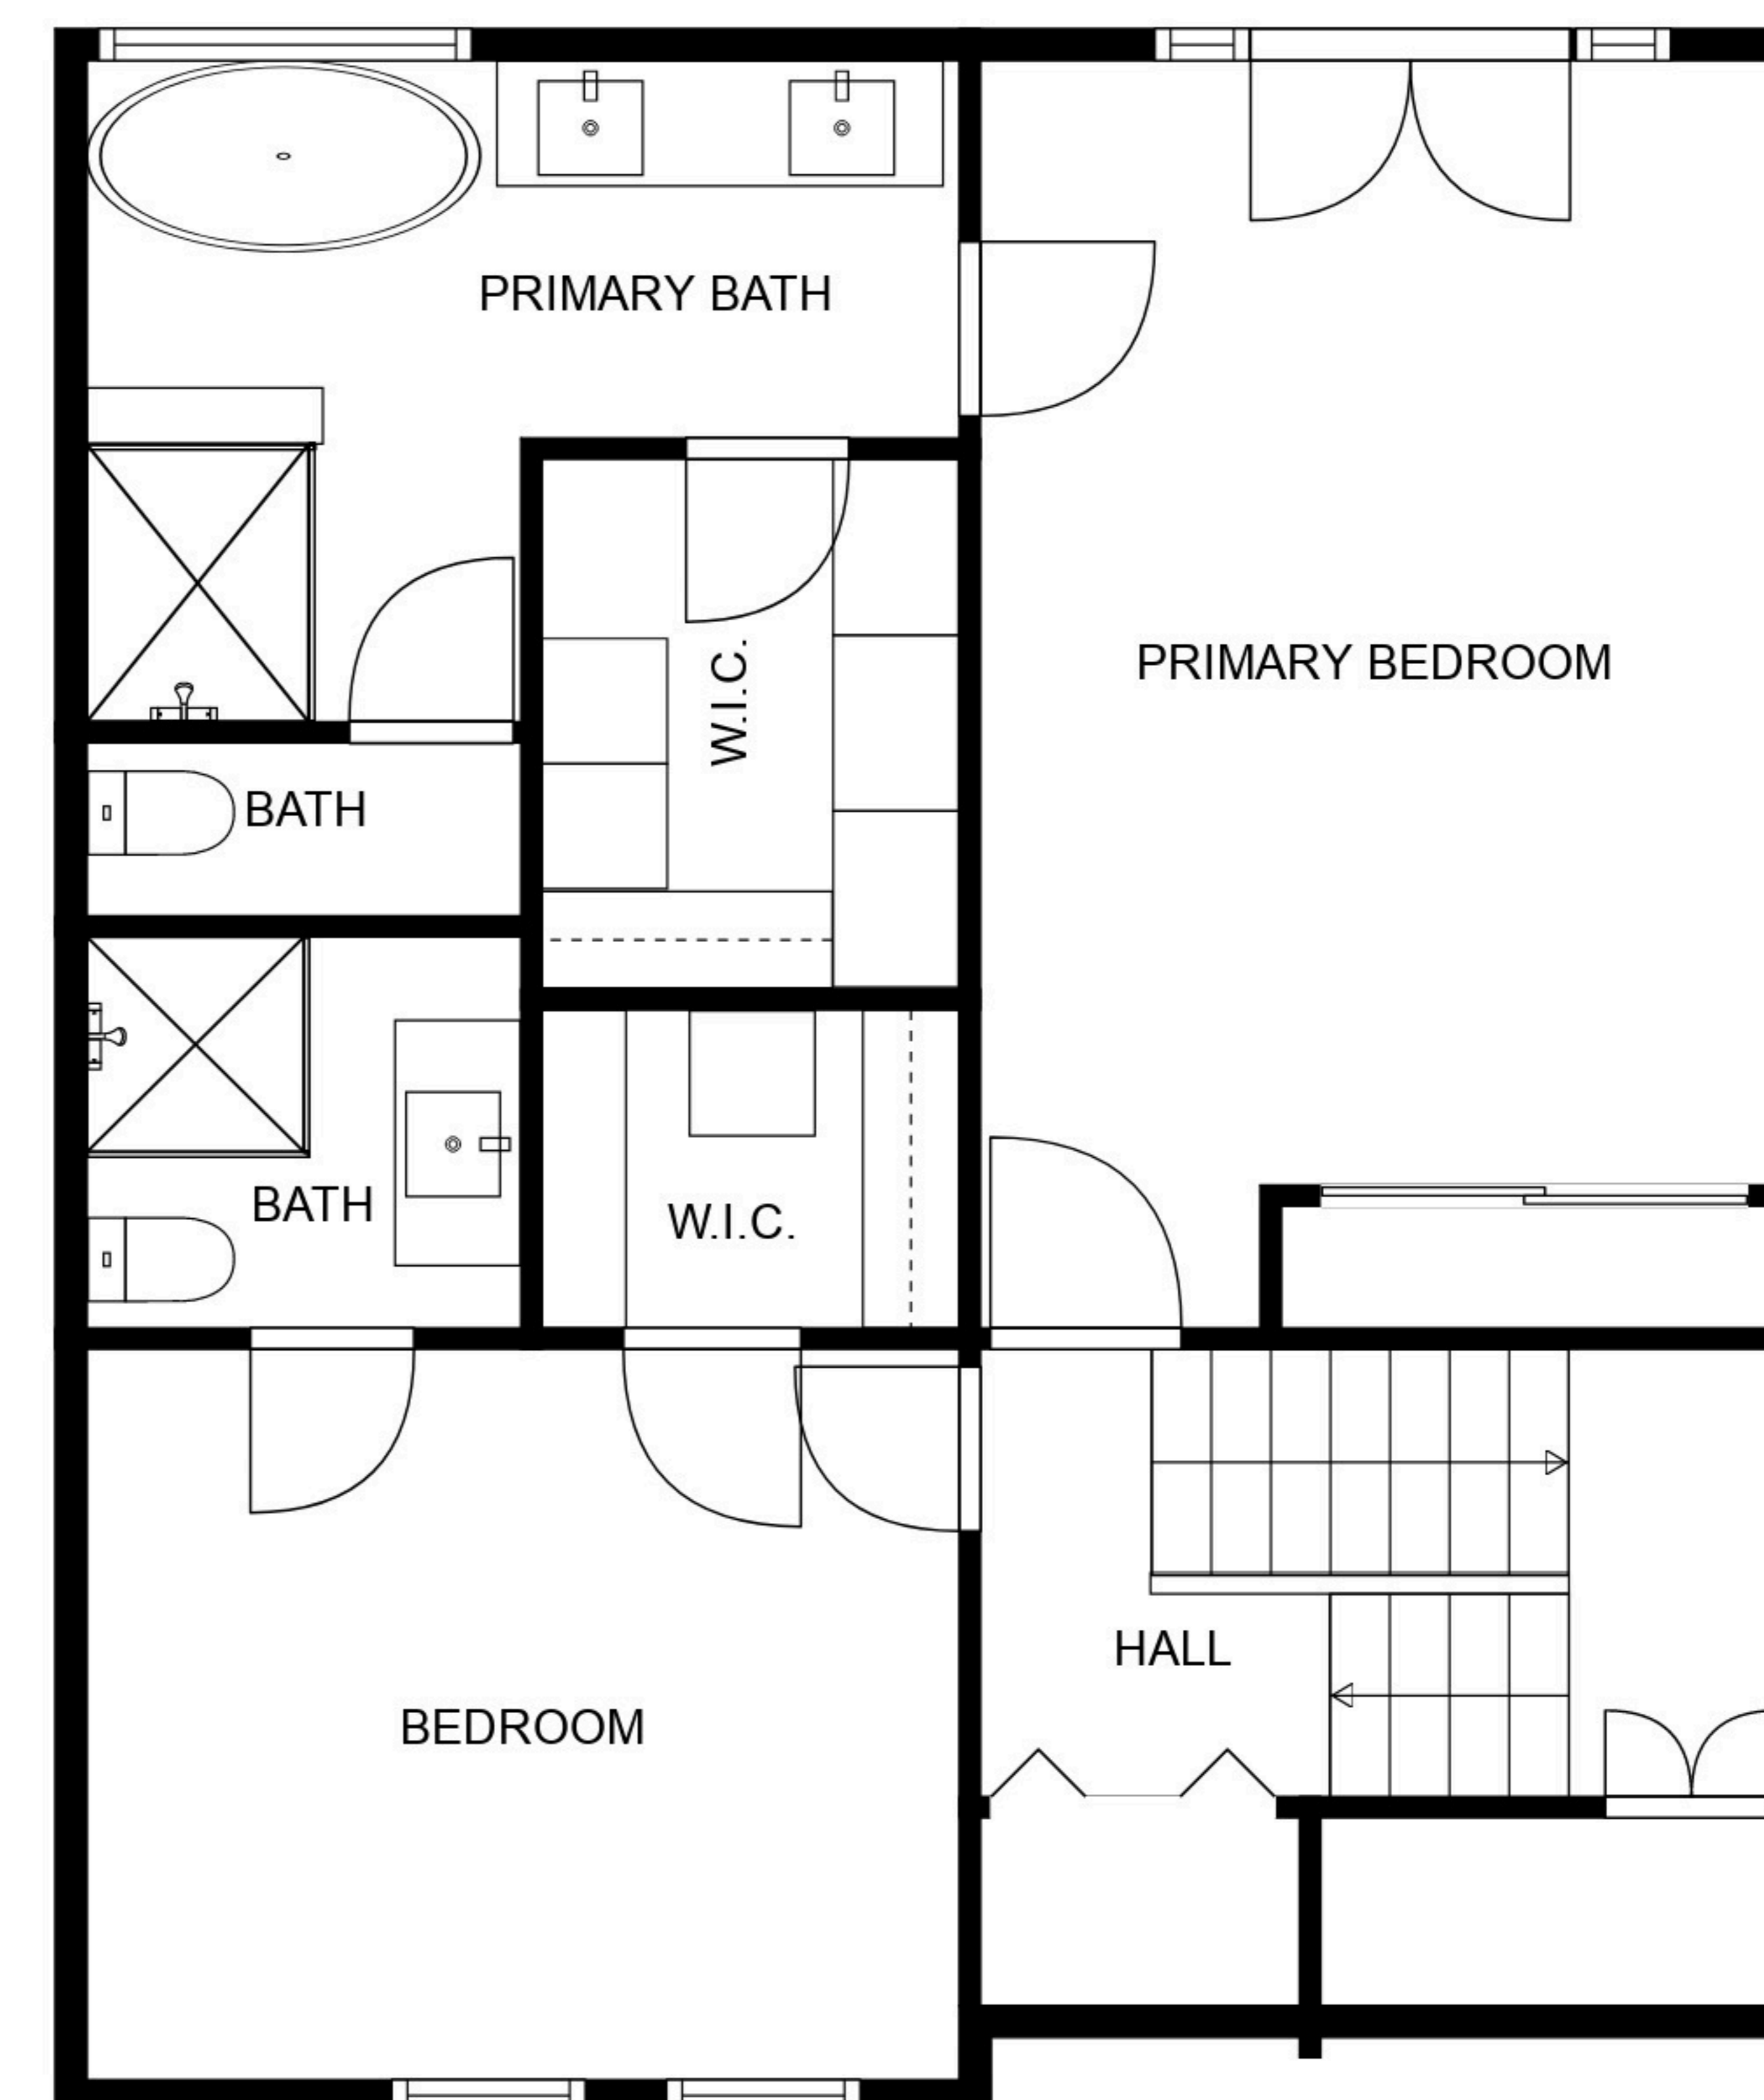 PRIMARY BATH
PRIMARY BEDROOM
W.I.C.
BATH
BATH
W.I.C.
HALL
BEDROOM